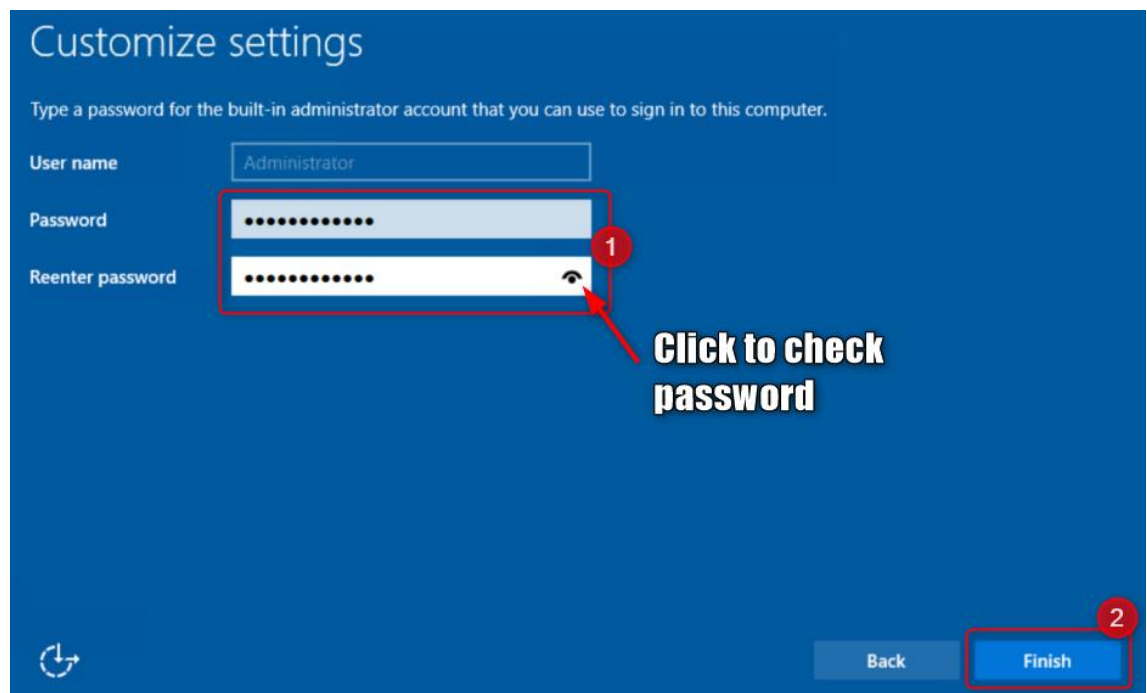 Customize settings
Type a password for the built-in administrator account that you can use to sign in to this computer.
User name
Administrator
Password
••••••••••••
1
Reenter password
••••••••••••
Click to check
password
2
Back
Finish